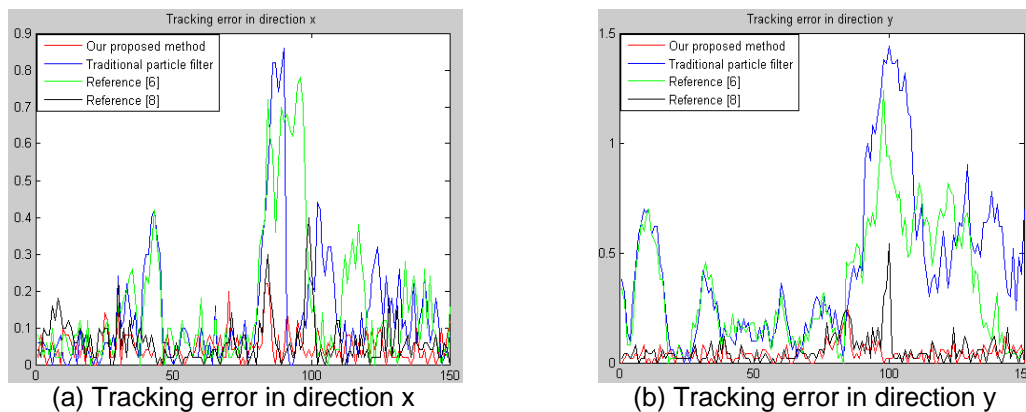 Tracking error in direction x
0.9
0.8
0.7
0.6
0.5
0.4
0.3
0.2
0.1
0
Our proposed method
Traditional particle filter
Reference [6]
Reference [8]
0 50 100 150
(a) Tracking error in direction x
Tracking error in direction y
1.5
1
0.5
0
Our proposed method
Traditional particle filter
Reference [6]
Reference [8]
0 50 100 150
(b) Tracking error in direction y